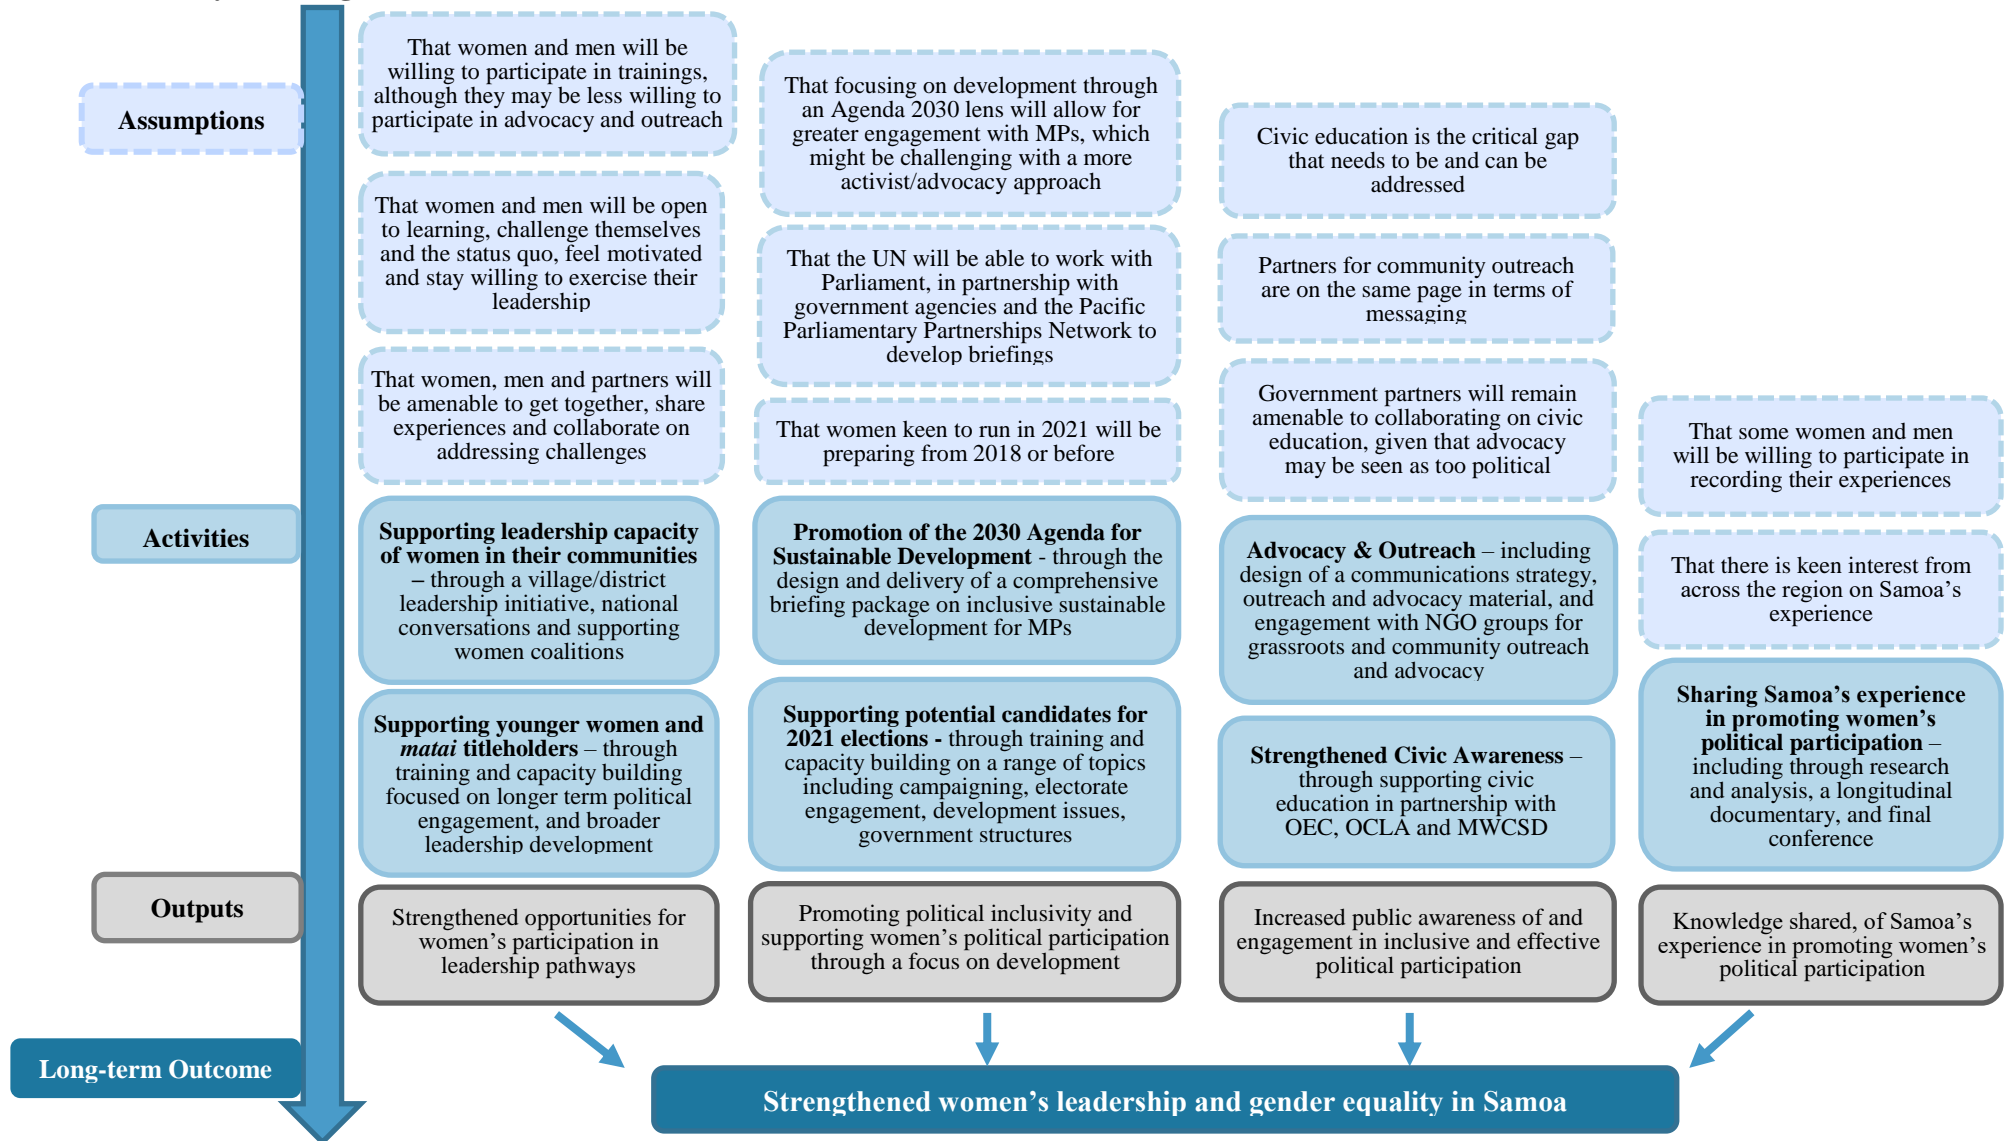 Assumptions
That women and men will be
willing to participate in trainings,
although they may be less willing to
participate in advocacy and outreach
That women and men will be open
to learning, challenge themselves
and the status quo, feel motivated
and stay willing to exercise their
leadership
That women, men and partners will
be amenable to get together, share
experiences and collaborate on
addressing challenges
That focusing on development through
an Agenda 2030 lens will allow for
greater engagement with MPs, which
might be challenging with a more
activist/advocacy approach
That the UN will be able to work with
Parliament, in partnership with
government agencies and the Pacific
Parliamentary Partnerships Network to
develop briefings
That women keen to run in 2021 will be
preparing from 2018 or before
Civic education is the critical gap
that needs to be and can be
addressed
Partners for community outreach
are on the same page in terms of
messaging
Government partners will remain
amenable to collaborating on civic
education, given that advocacy
may be seen as too political
That some women and men
will be willing to participate in
recording their experiences
That there is keen interest from
across the region on Samoa’s
experience
Activities
Supporting leadership capacity
of women in their communities
– through a village/district
leadership initiative, national
conversations and supporting
women coalitions
Supporting younger women and
matai titleholders – through
training and capacity building
focused on longer term political
engagement, and broader
leadership development
Promotion of the 2030 Agenda for
Sustainable Development - through the
design and delivery of a comprehensive
briefing package on inclusive sustainable
development for MPs
Supporting potential candidates for
2021 elections - through training and
capacity building on a range of topics
including campaigning, electorate
engagement, development issues,
government structures
Advocacy & Outreach – including
design of a communications strategy,
outreach and advocacy material, and
engagement with NGO groups for
grassroots and community outreach
and advocacy
Strengthened Civic Awareness –
through supporting civic
education in partnership with
OEC, OCLA and MWCSD
Sharing Samoa’s experience
in promoting women’s
political participation –
including through research
and analysis, a longitudinal
documentary, and final
conference
Outputs
Strengthened opportunities for
women’s participation in
leadership pathways
Promoting political inclusivity and
supporting women’s political participation
through a focus on development
Increased public awareness of and
engagement in inclusive and effective
political participation
Knowledge shared, of Samoa’s
experience in promoting women’s
political participation
Long-term Outcome
Strengthened women’s leadership and gender equality in Samoa